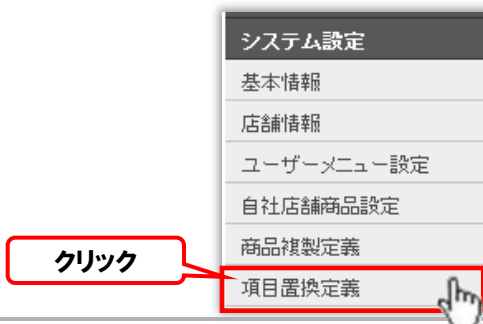 システム設定
基本情報
店舗情報
ユーザーメニュー設定
自社店舗商品設定
商品複製定義
クリック
項目置換定義